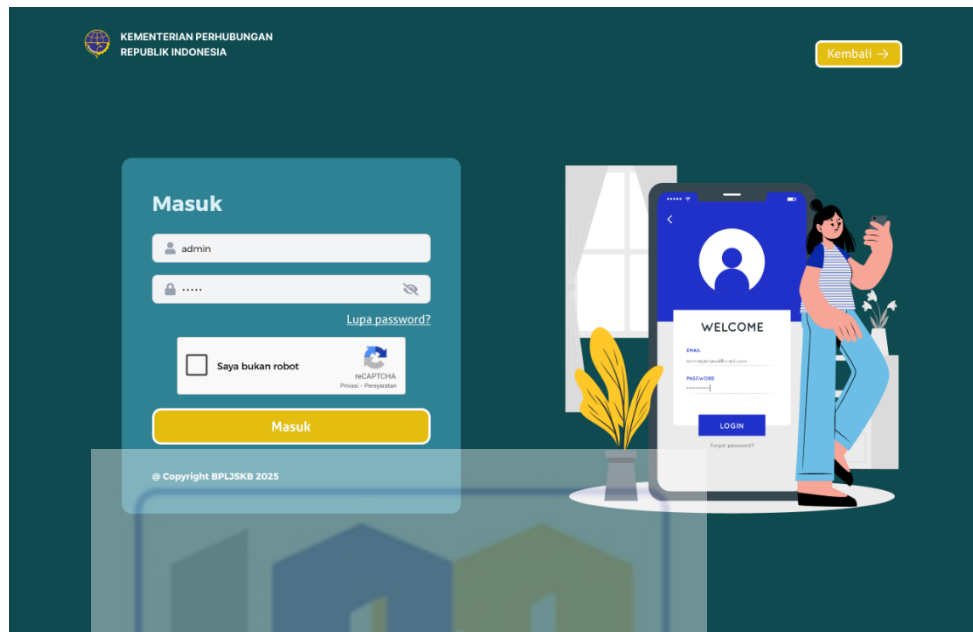 KEMENTERIAN PERHUBUNGAN
REPUBLIK INDONESIA
Kembali →
Masuk
admin
•••••
Lupa password?
Saya bukan robot
reCAPTCHA
Privasi - Persyaratan
Masuk
@ Copyright BPLJSKB 2025
WELCOME
EMAIL
PASSWORD
LOGIN
Forgot password?